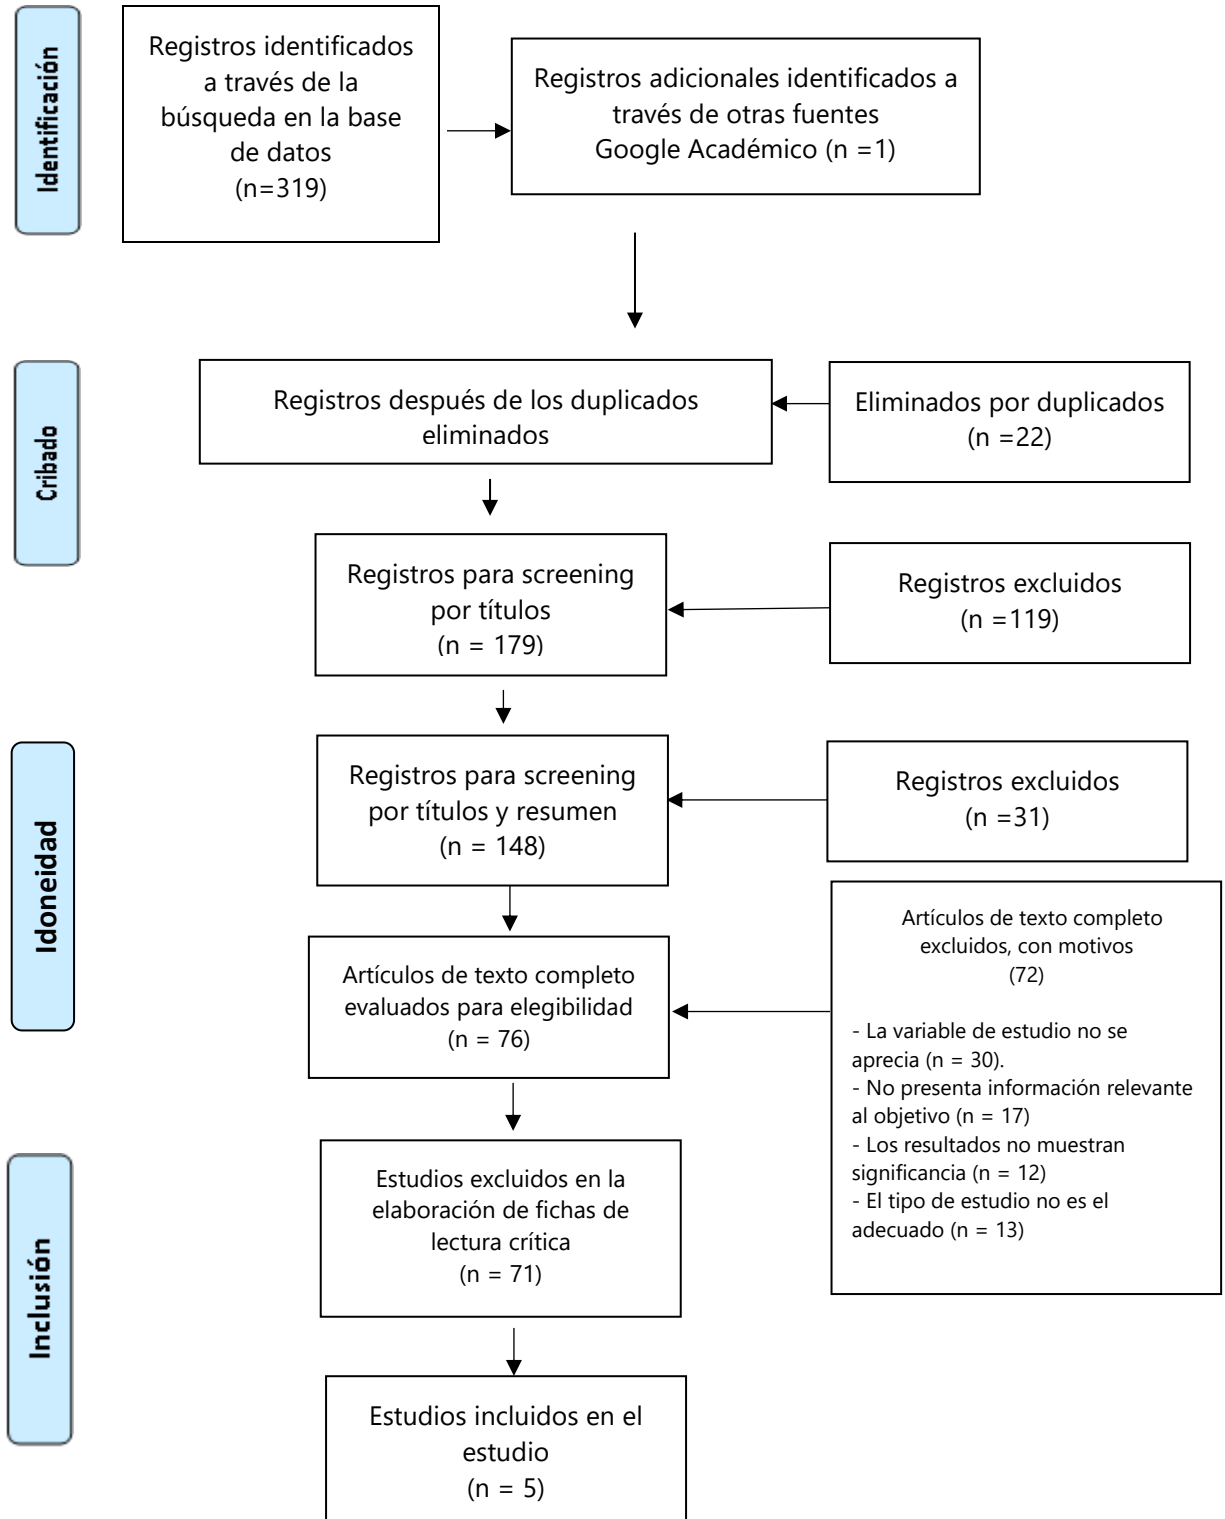 Identificación
Registros identificados
a través de la
búsqueda en la base
de datos
(n=319)
Registros adicionales identificados a
través de otras fuentes
Google Académico (n =1)
Cribado
Registros después de los duplicados
eliminados
Eliminados por duplicados
(n =22)
Registros para screening
por títulos
(n = 179)
Registros excluidos
(n =119)
Idoneidad
Registros para screening
por títulos y resumen
(n = 148)
Registros excluidos
(n =31)
Artículos de texto completo
evaluados para elegibilidad
(n = 76)
Artículos de texto completo
excluidos, con motivos
(72)
- La variable de estudio no se
aprecia (n = 30).
- No presenta información relevante
al objetivo (n = 17)
- Los resultados no muestran
significancia (n = 12)
- El tipo de estudio no es el
adecuado (n = 13)
Inclusión
Estudios excluidos en la
elaboración de fichas de
lectura crítica
(n = 71)
Estudios incluidos en el
estudio
(n = 5)